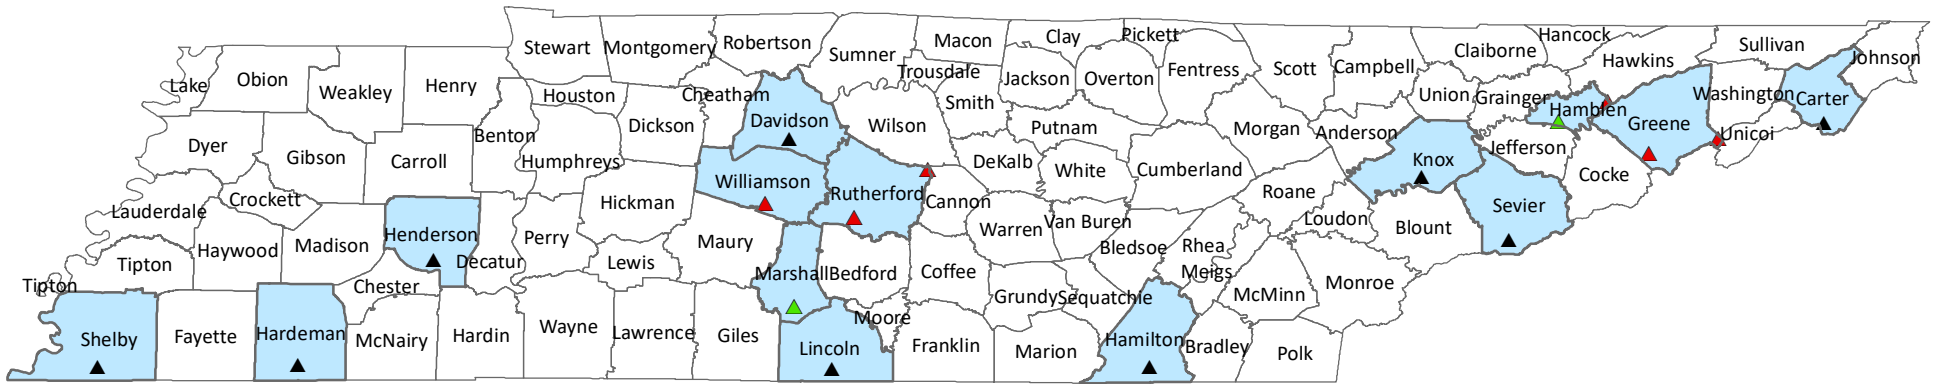 Stewart
Montgomery
Robertson
Sumner
Macon
Clay
Pickett
Trousdale
Jackson
Overton
Fentress
Scott
Campbell
Claiborne
Hancock
Hawkins
Sullivan
Johnson
Lake
Obion
Weakley
Henry
Houston
Cheatham
Smith
Union
Grainger
Hamblen
Washington
Carter
Dyer
Gibson
Carroll
Benton
Humphreys
Dickson
Davidson
Wilson
Putnam
DeKalb
White
Cumberland
Morgan
Anderson
Knox
Jefferson
Greene
Unicoi
Cocke
Lauderdale
Crockett
Haywood
Madison
Henderson
Decatur
Perry
Hickman
Williamson
Rutherford
Cannon
Warren
Van Buren
Bledsoe
Rhea
Roane
Loudon
Blount
Sevier
Tipton
Tipton
Chester
Lewis
Maury
Marshall
Bedford
Coffee
Grundy
Sequatchie
Meigs
McMinn
Monroe
Shelby
Fayette
Hardeman
McNairy
Hardin
Wayne
Lawrence
Giles
Lincoln
Moore
Franklin
Marion
Hamilton
Bradley
Polk